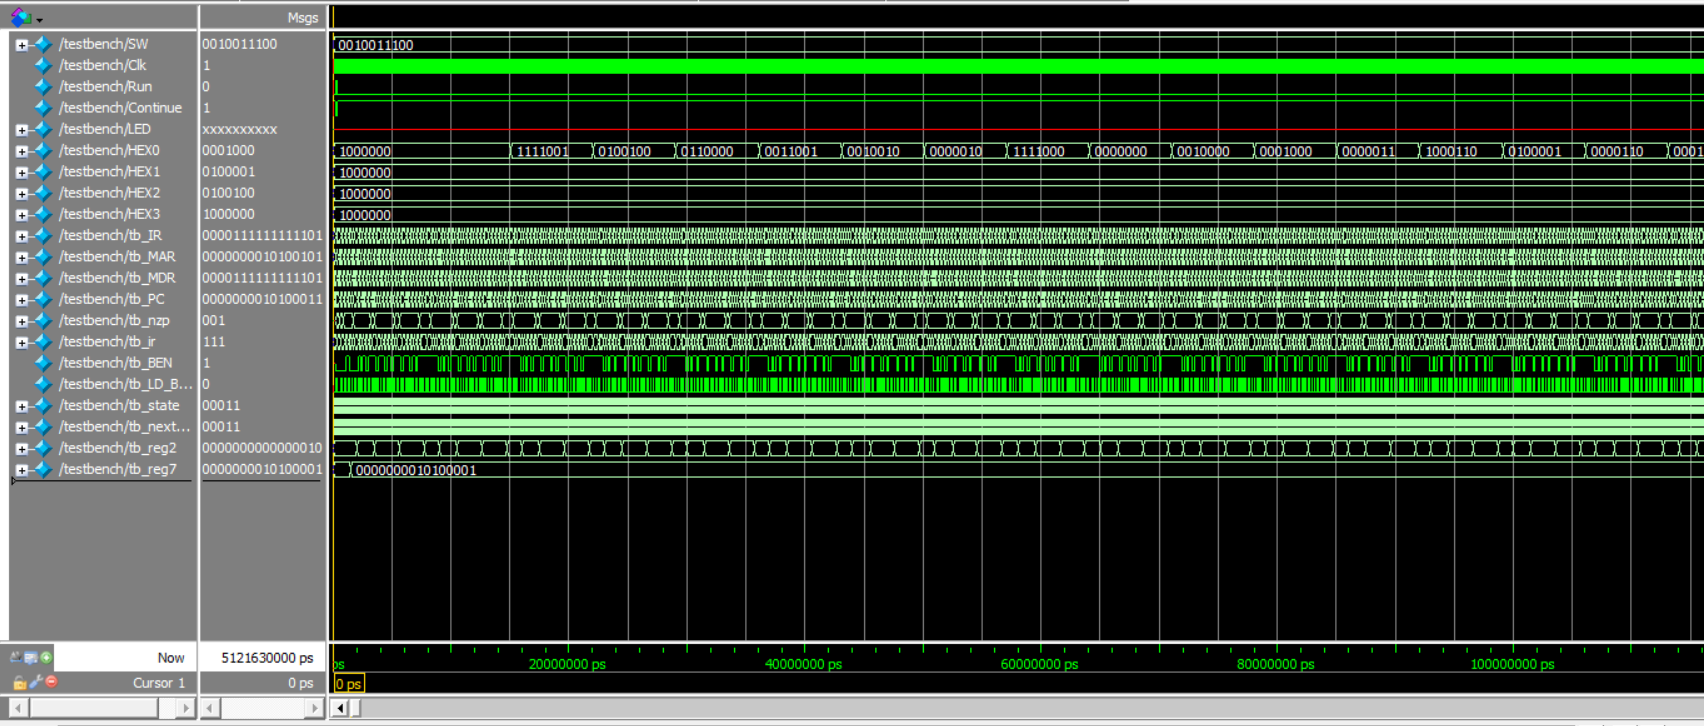 Msgs
/testbench/SW 0010011100 0010011100
/testbench/Clk 1
/testbench/Run 0
/testbench/Continue 1
/testbench/LED xxxxxxxxxx
/testbench/HEX0 0001000 1000000 1111001 0100100 0110000 0011001 0010010 0000010 1111000 0000000 0010000 0001000 0000011 1000110 0100001 0000110 0001
/testbench/HEX1 0100001 1000000
/testbench/HEX2 0100100 1000000
/testbench/HEX3 1000000 1000000
/testbench/tb_IR 0000111111111101
/testbench/tb_MAR 0000000010100101
/testbench/tb_MDR 0000111111111101
/testbench/tb_PC 0000000010100011
/testbench/tb_nzp 001
/testbench/tb_ir 111
/testbench/tb_BEN 1
/testbench/tb_LD_B... 0
/testbench/tb_state 00011
/testbench/tb_next... 00011
/testbench/tb_reg2 0000000000000010
/testbench/tb_reg7 0000000010100001 0000000010100001
Now 5121630000 ps ps 20000000 ps 40000000 ps 60000000 ps 80000000 ps 100000000 ps
Cursor 1 0 ps 0 ps